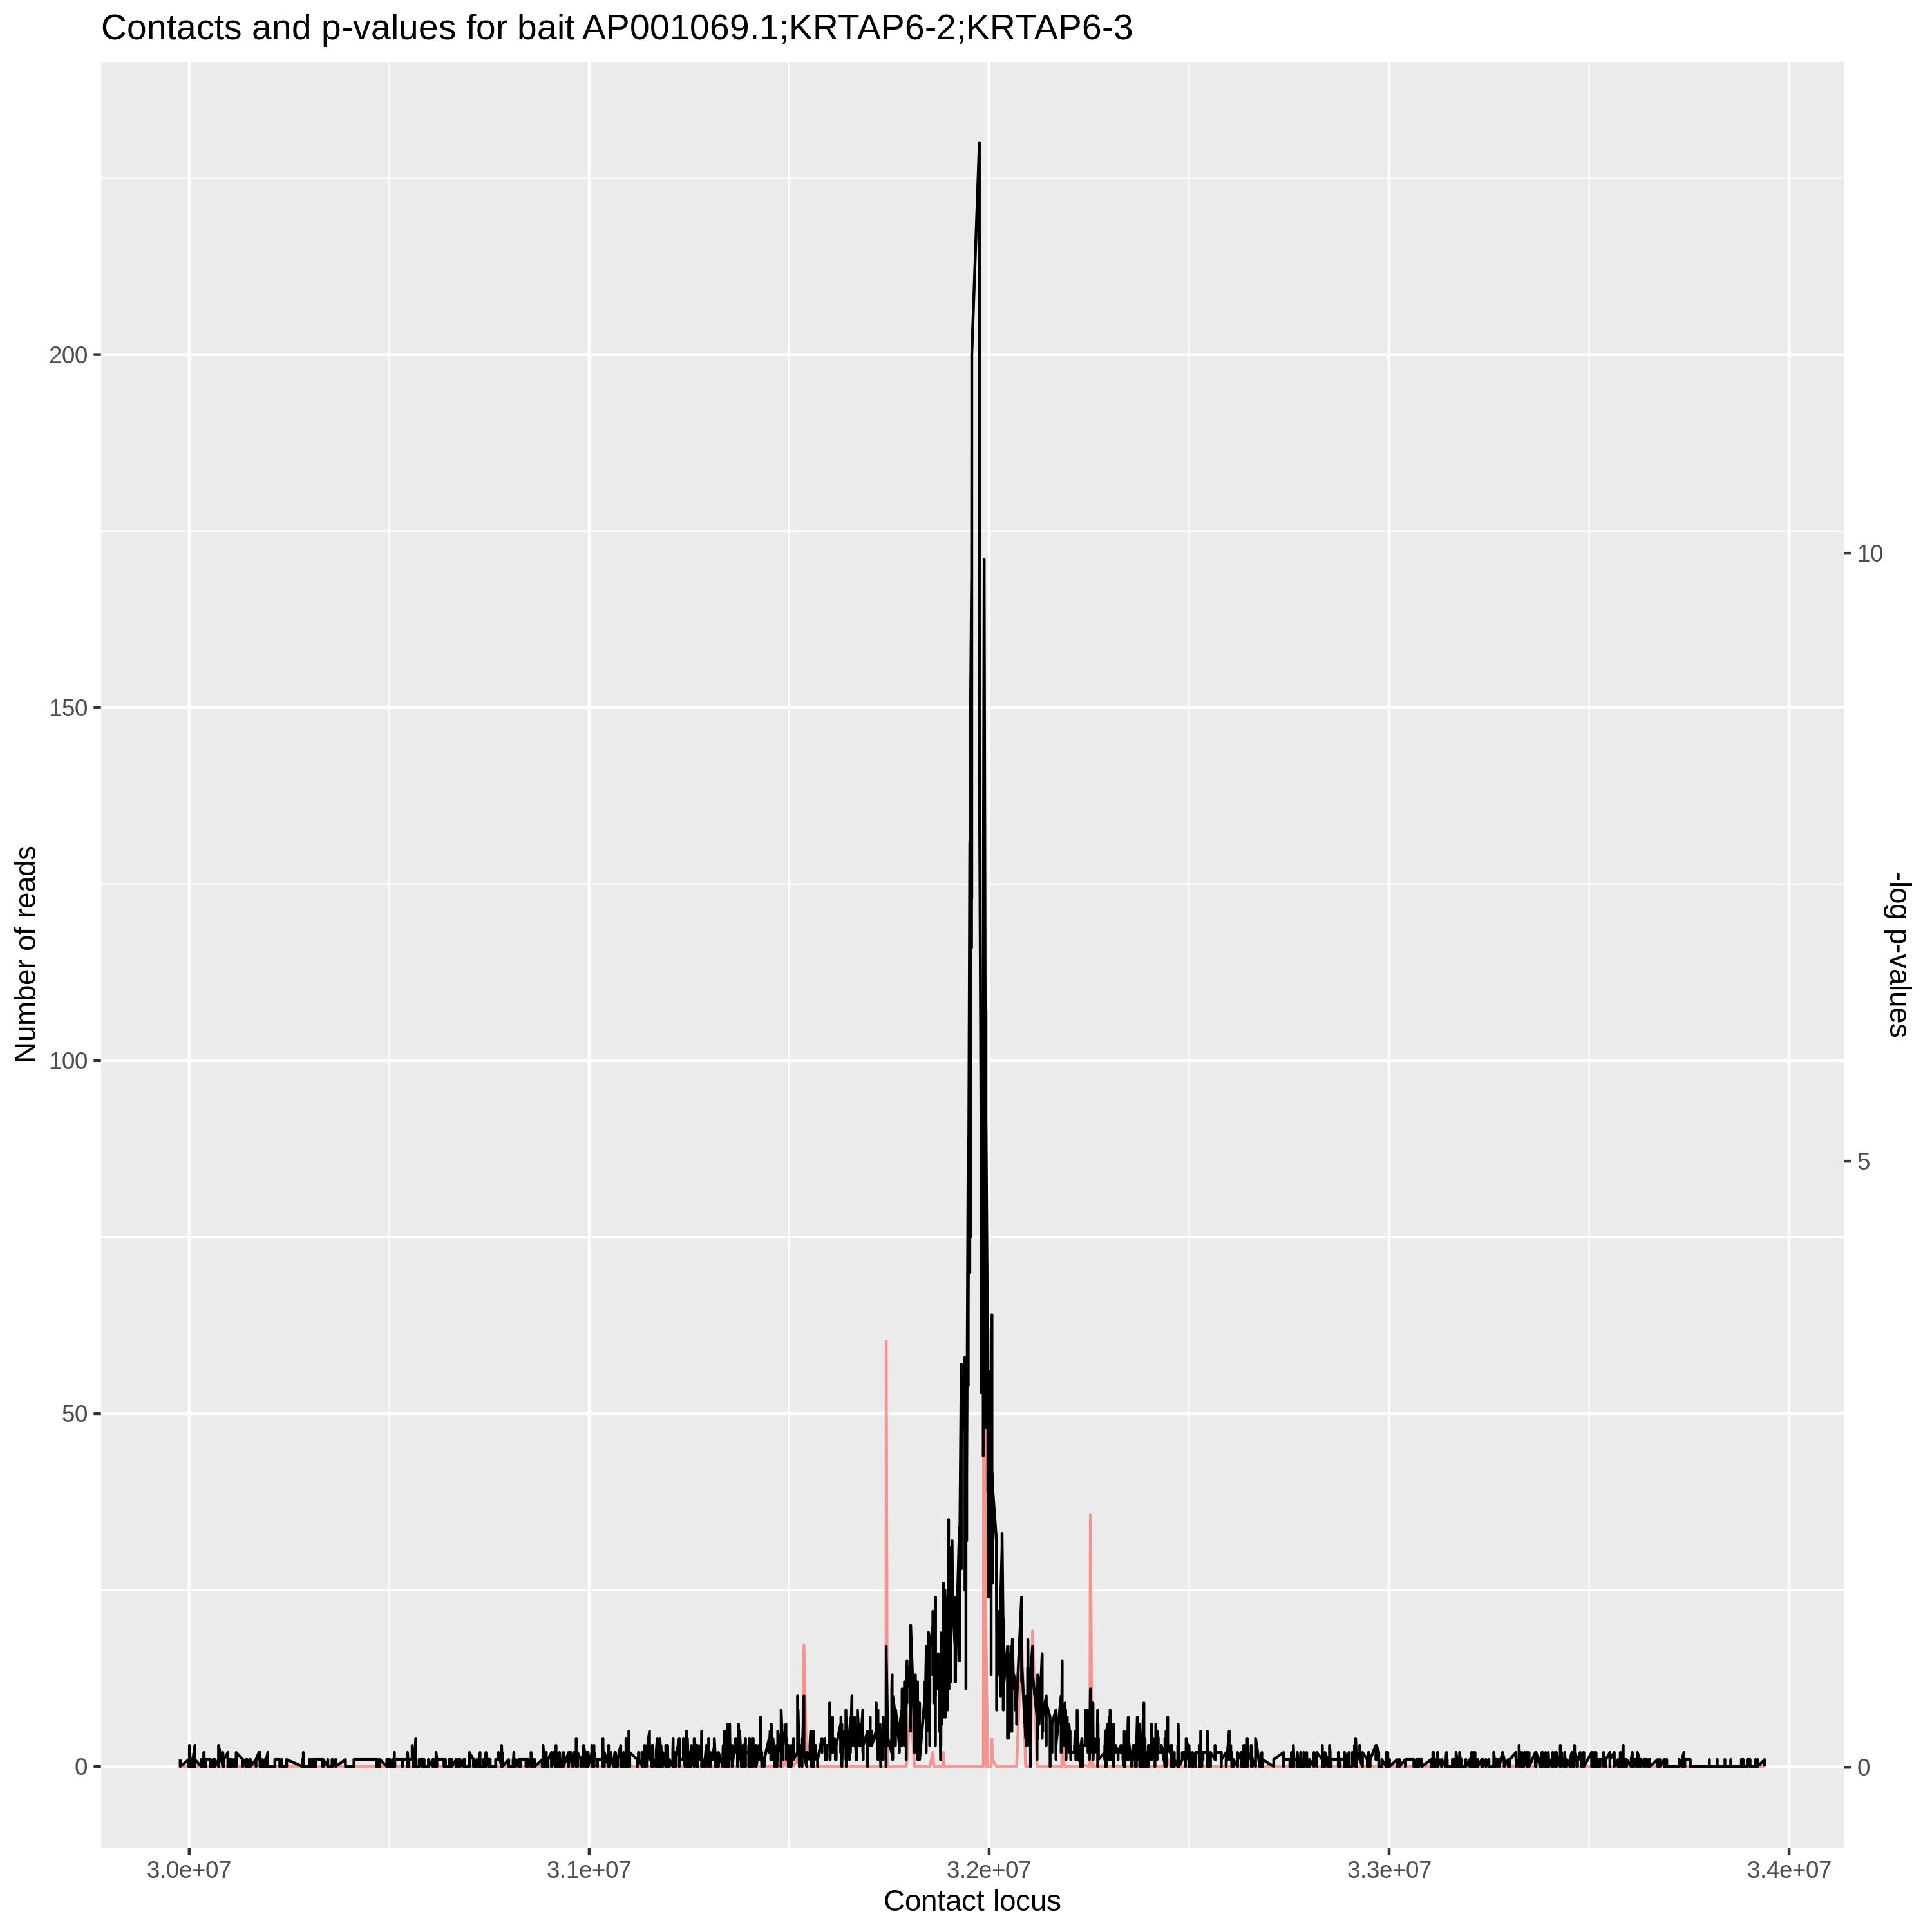 Contacts and p-values for bait AP001069.1;KRTAP6-2;KRTAP6-3
200
150
100
50
0
Number of reads
10
5
0
-log p-values
3.0e+07
3.1e+07
3.2e+07
3.3e+07
3.4e+07
Contact locus